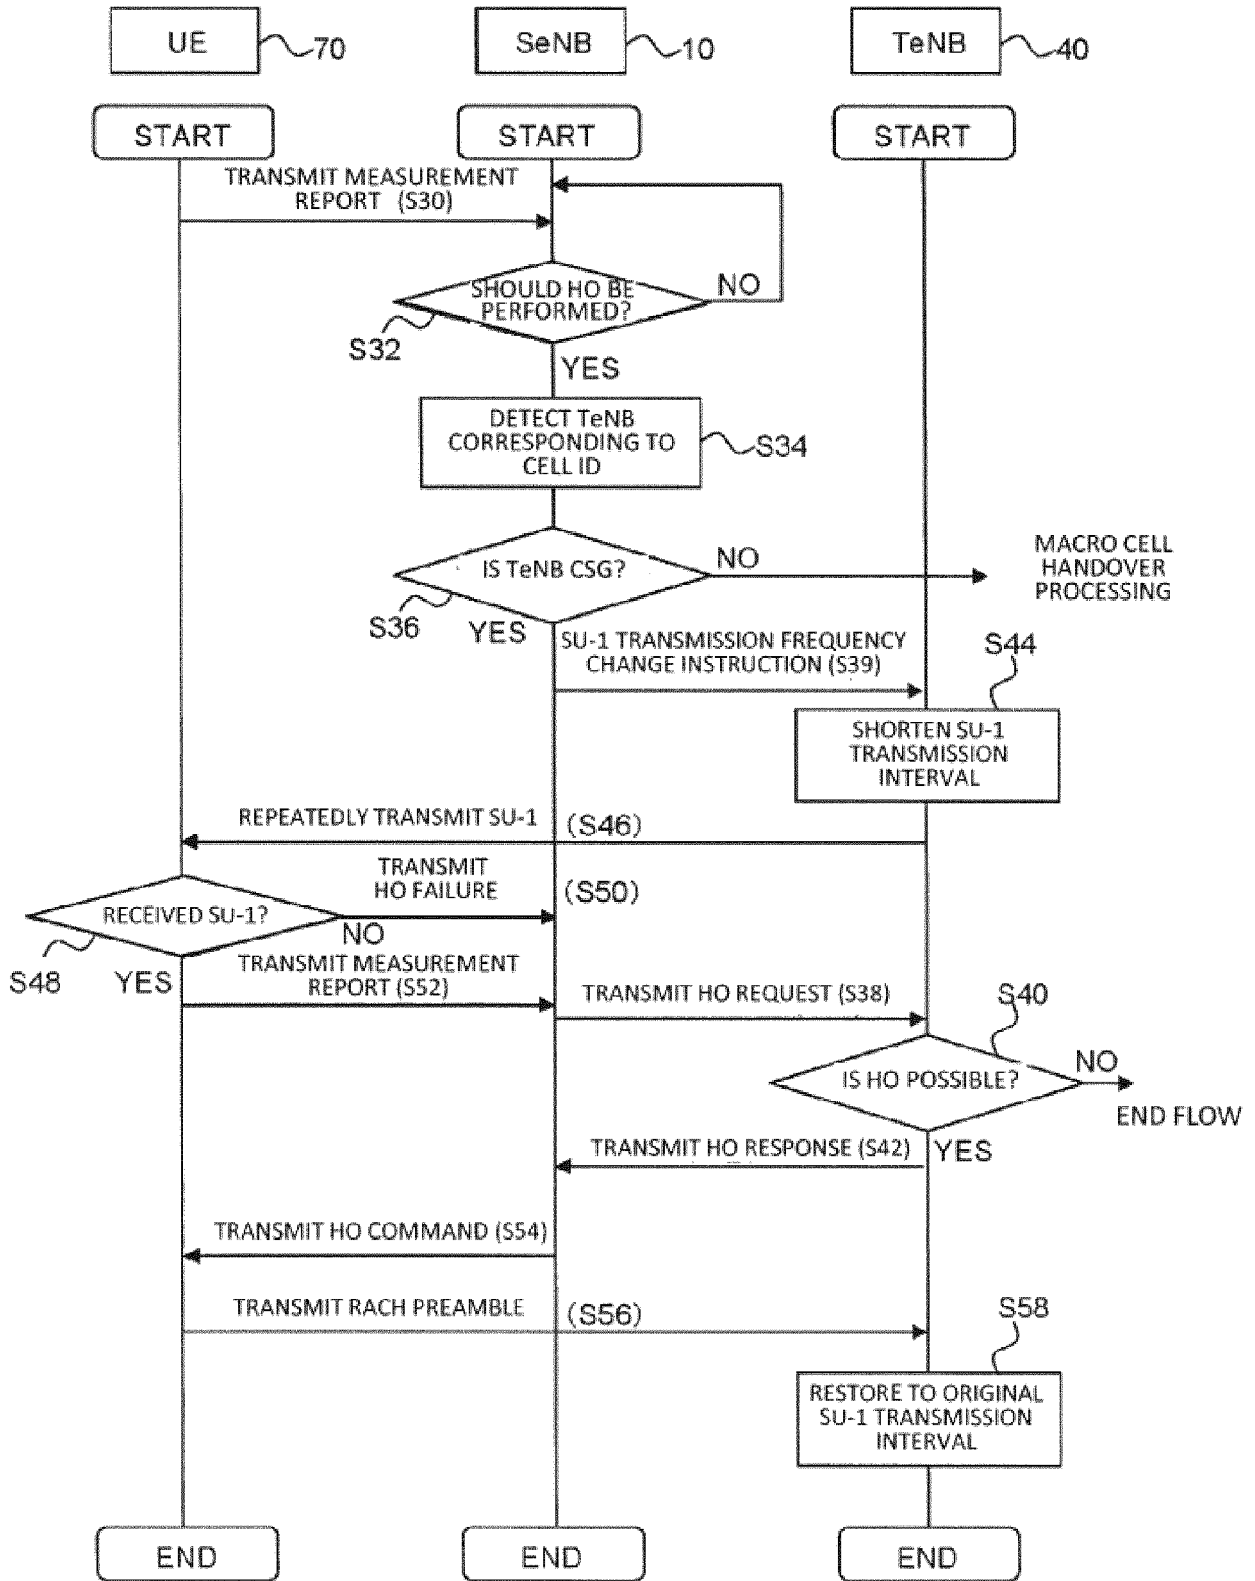 UE
70
SeNB
10
TeNB
40
START
START
START
TRANSMIT MEASUREMENT
REPORT (S30)
SHOULD HO BE
PERFORMED?
NO
S32
YES
DETECT TeNB
CORRESPONDING TO
CELL ID
S34
IS TeNB CSG?
NO
MACRO CELL
HANDOVER
PROCESSING
S36
YES
SU-1 TRANSMISSION FREQUENCY
CHANGE INSTRUCTION (S39)
S44
SHORTEN SU-1
TRANSMISSION
INTERVAL
REPEATEDLY TRANSMIT SU-1
(S46)
TRANSMIT
HO FAILURE
(S50)
RECEIVED SU-1?
NO
S48
YES
TRANSMIT MEASUREMENT
REPORT (S52)
TRANSMIT HO REQUEST (S38)
S40
IS HO POSSIBLE?
NO
END FLOW
TRANSMIT HO RESPONSE (S42)
YES
TRANSMIT HO COMMAND (S54)
TRANSMIT RACH PREAMBLE
(S56)
S58
RESTORE TO ORIGINAL
SU-1 TRANSMISSION
INTERVAL
END
END
END